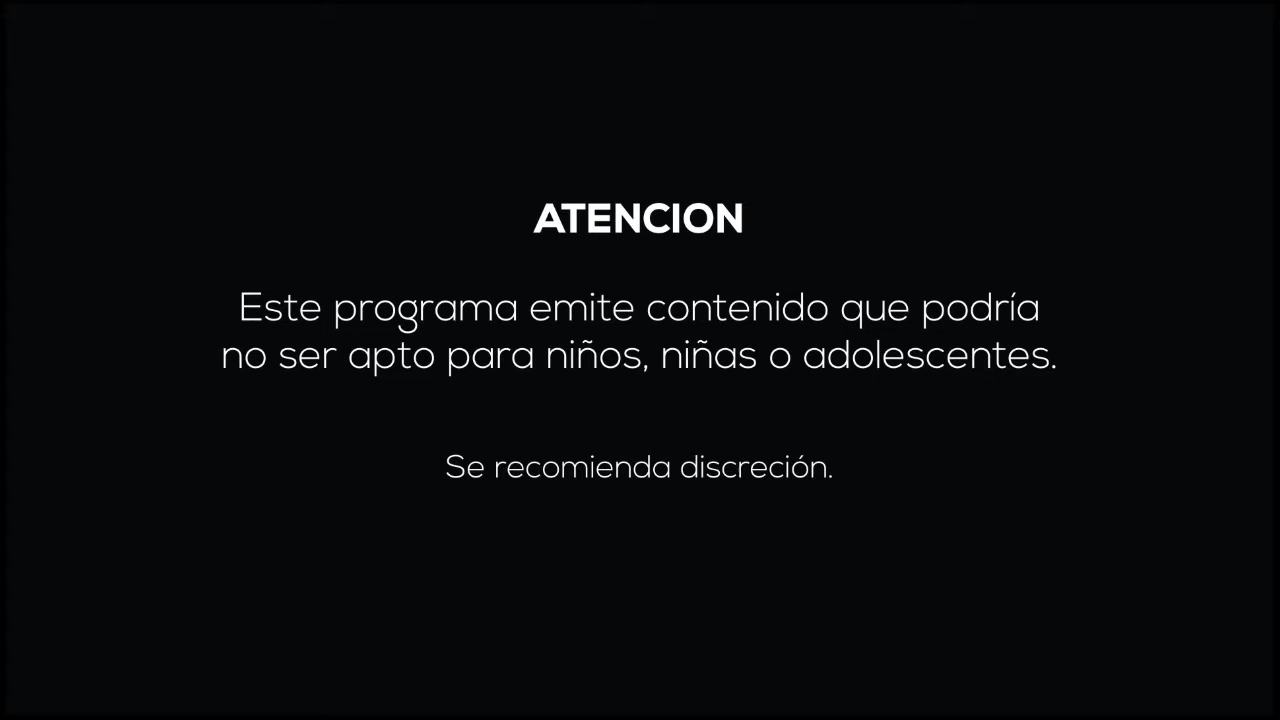 ATENCION
Este programa emite contenido que podría
no ser apto para niños, niñas o adolescentes.
Se recomienda discreción.